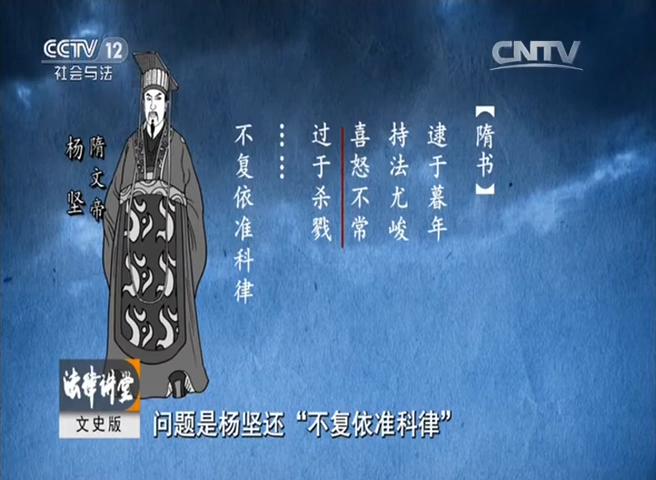 CCTV 12
社会与法
CNTV
【隋书】
逮于暮年
持法尤峻
喜怒不常
过于杀戮
……
不复依准科律
隋文帝
杨坚
法律讲堂
文史版
问题是杨坚还“不复依准科律”